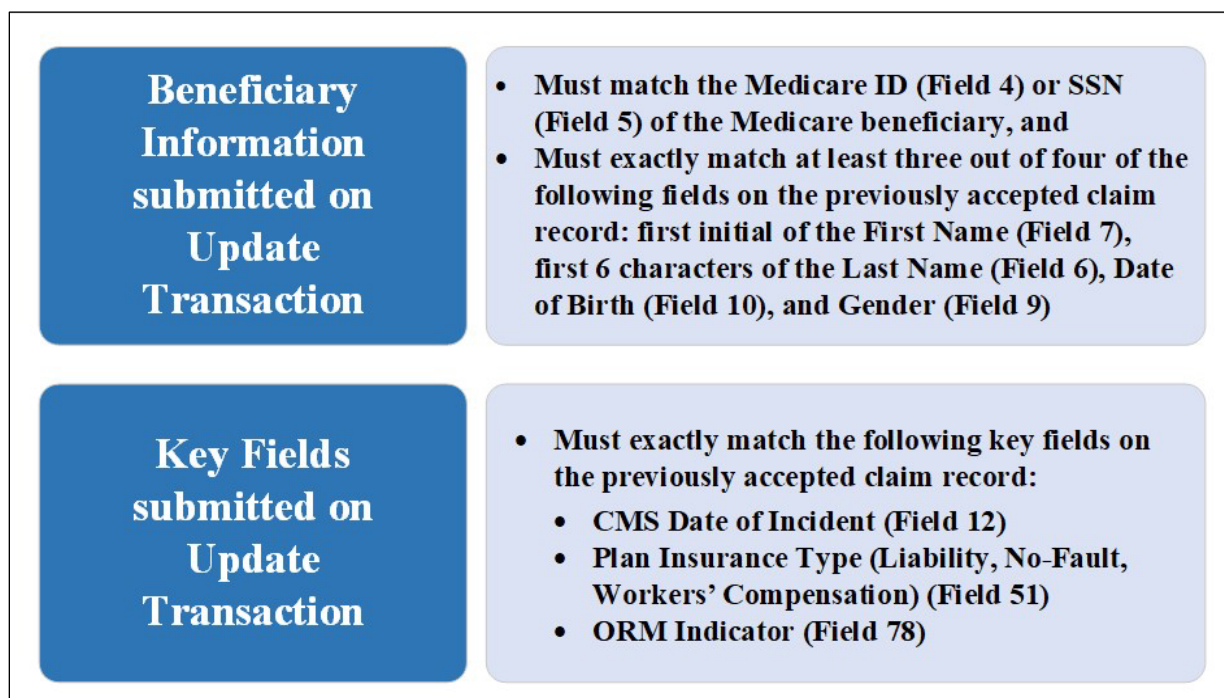 Beneficiary
Information
submitted on
Update
Transaction
• Must match the Medicare ID (Field 4) or SSN
(Field 5) of the Medicare beneficiary, and
• Must exactly match at least three out of four of the
following fields on the previously accepted claim
record: first initial of the First Name (Field 7),
first 6 characters of the Last Name (Field 6), Date
of Birth (Field 10), and Gender (Field 9)
Key Fields
submitted on
Update
Transaction
• Must exactly match the following key fields on
the previously accepted claim record:
• CMS Date of Incident (Field 12)
• Plan Insurance Type (Liability, No-Fault,
Workers’ Compensation) (Field 51)
• ORM Indicator (Field 78)